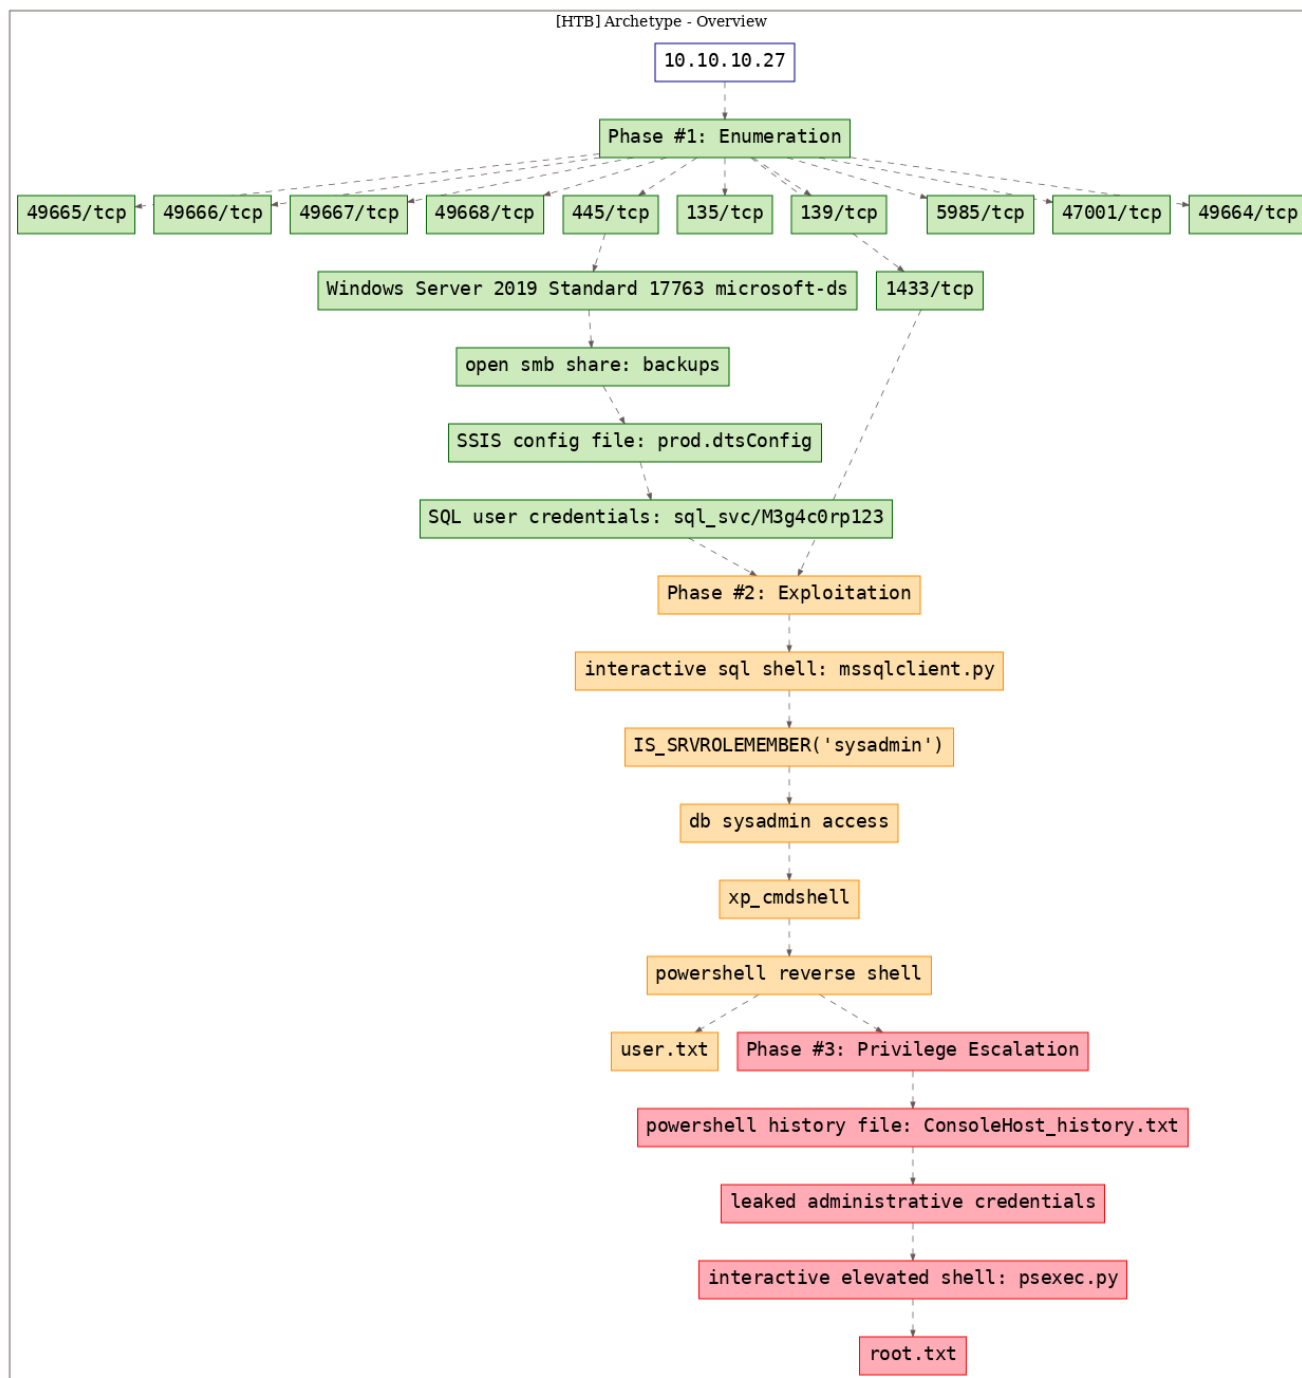 [HTB] Archetype - Overview
10.10.10.27
Phase #1: Enumeration
49665/tcp
49666/tcp
49667/tcp
49668/tcp
445/tcp
135/tcp
139/tcp
5985/tcp
47001/tcp
49664/tcp
Windows Server 2019 Standard 17763 microsoft-ds
1433/tcp
open smb share: backups
SSIS config file: prod.dtsConfig
SQL user credentials: sql_svc/M3g4c0rp123
Phase #2: Exploitation
interactive sql shell: mssqlclient.py
IS_SRVROLEMEMBER('sysadmin')
db sysadmin access
xp_cmdshell
powershell reverse shell
user.txt
Phase #3: Privilege Escalation
powershell history file: ConsoleHost_history.txt
leaked administrative credentials
interactive elevated shell: psexec.py
root.txt